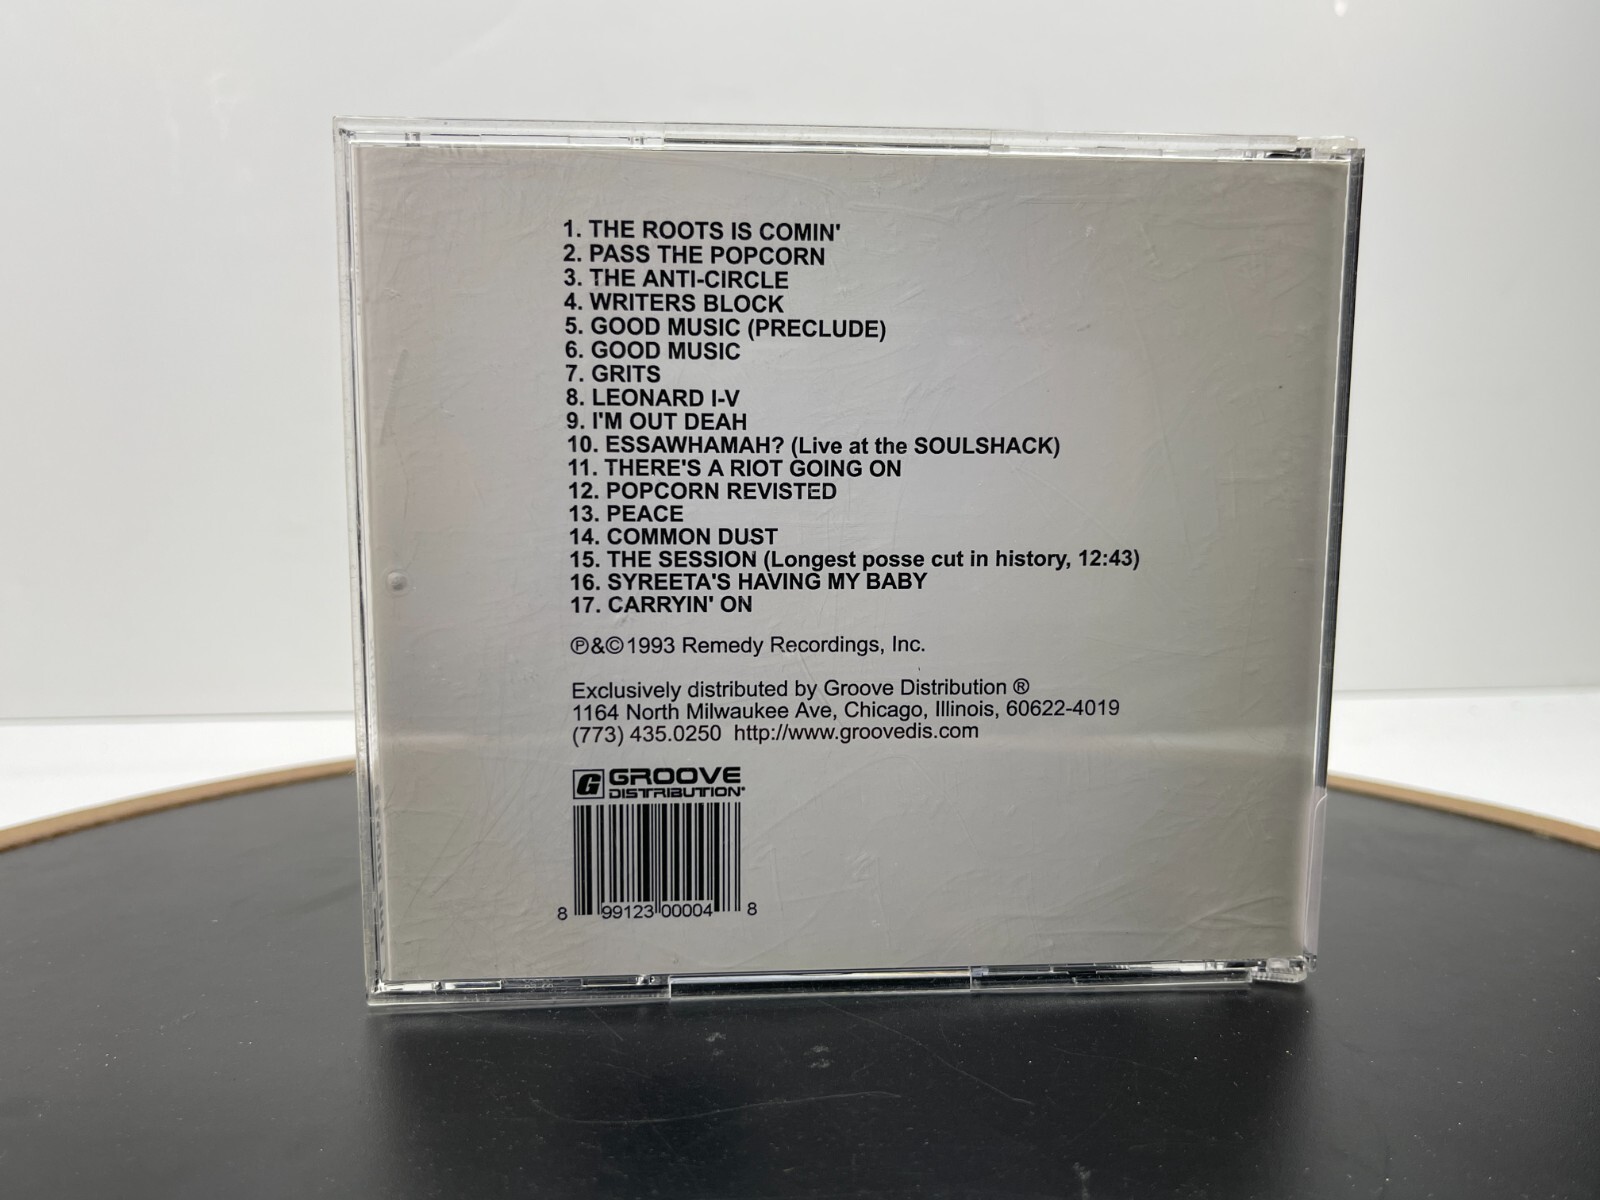 1. THE ROOTS IS COMIN'
2. PASS THE POPCORN
3. THE ANTI-CIRCLE
4. WRITERS BLOCK
5. GOOD MUSIC (PRECLUDE)
6. GOOD MUSIC
7. GRITS
8. LEONARD I-V
9. I'M OUT DEAH
10. ESSAWHAMAH? (Live at the SOULSHACK)
11. THERE'S A RIOT GOING ON
12. POPCORN REVISTED
13. PEACE
14. COMMON DUST
15. THE SESSION (Longest posse cut in history, 12:43)
16. SYREETA'S HAVING MY BABY
17. CARRYIN' ON
℗&©1993 Remedy Recordings, Inc.
Exclusively distributed by Groove Distribution ®
1164 North Milwaukee Ave, Chicago, Illinois, 60622-4019
(773) 435.0250 http://www.groovedis.com
G GROOVE
DISTRIBUTION®
8 99123 00004 8